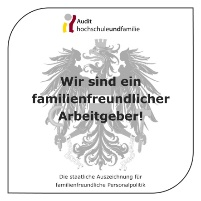 Audit
hochschuleundfamilie
Wir sind ein
familienfreundlicher
Arbeitgeber!
Die staatliche Auszeichnung für
familienfreundliche Personalpolitik